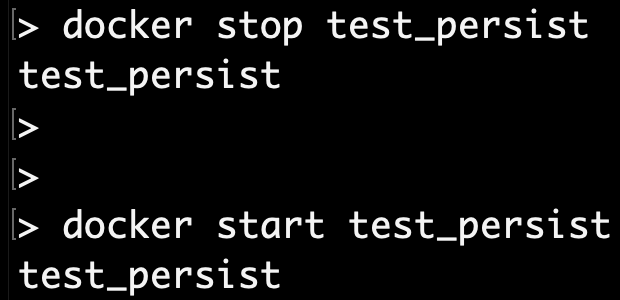 [> docker stop test_persist
test_persist
[>
[>
[> docker start test_persist
test_persist